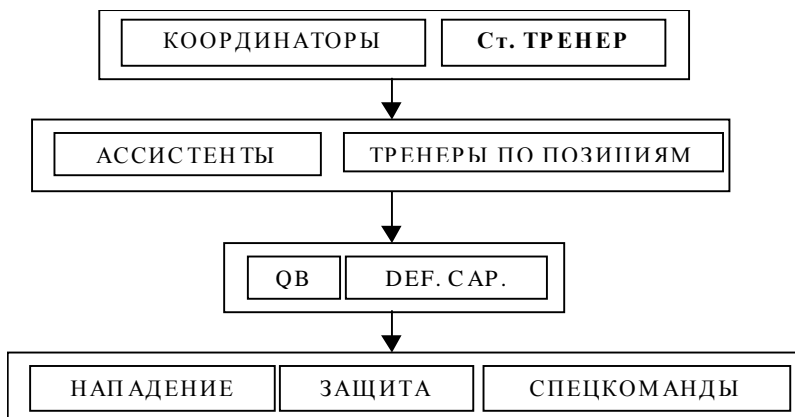 КООРДИНАТОРЫ Ст. ТРЕНЕР
АССИСТЕНТЫ ТРЕНЕРЫ ПО ПОЗИЦИЯМ
QB DEF. CAP.
НАПАДЕНИЕ ЗАЩИТА СПЕЦКОМАНДЫ